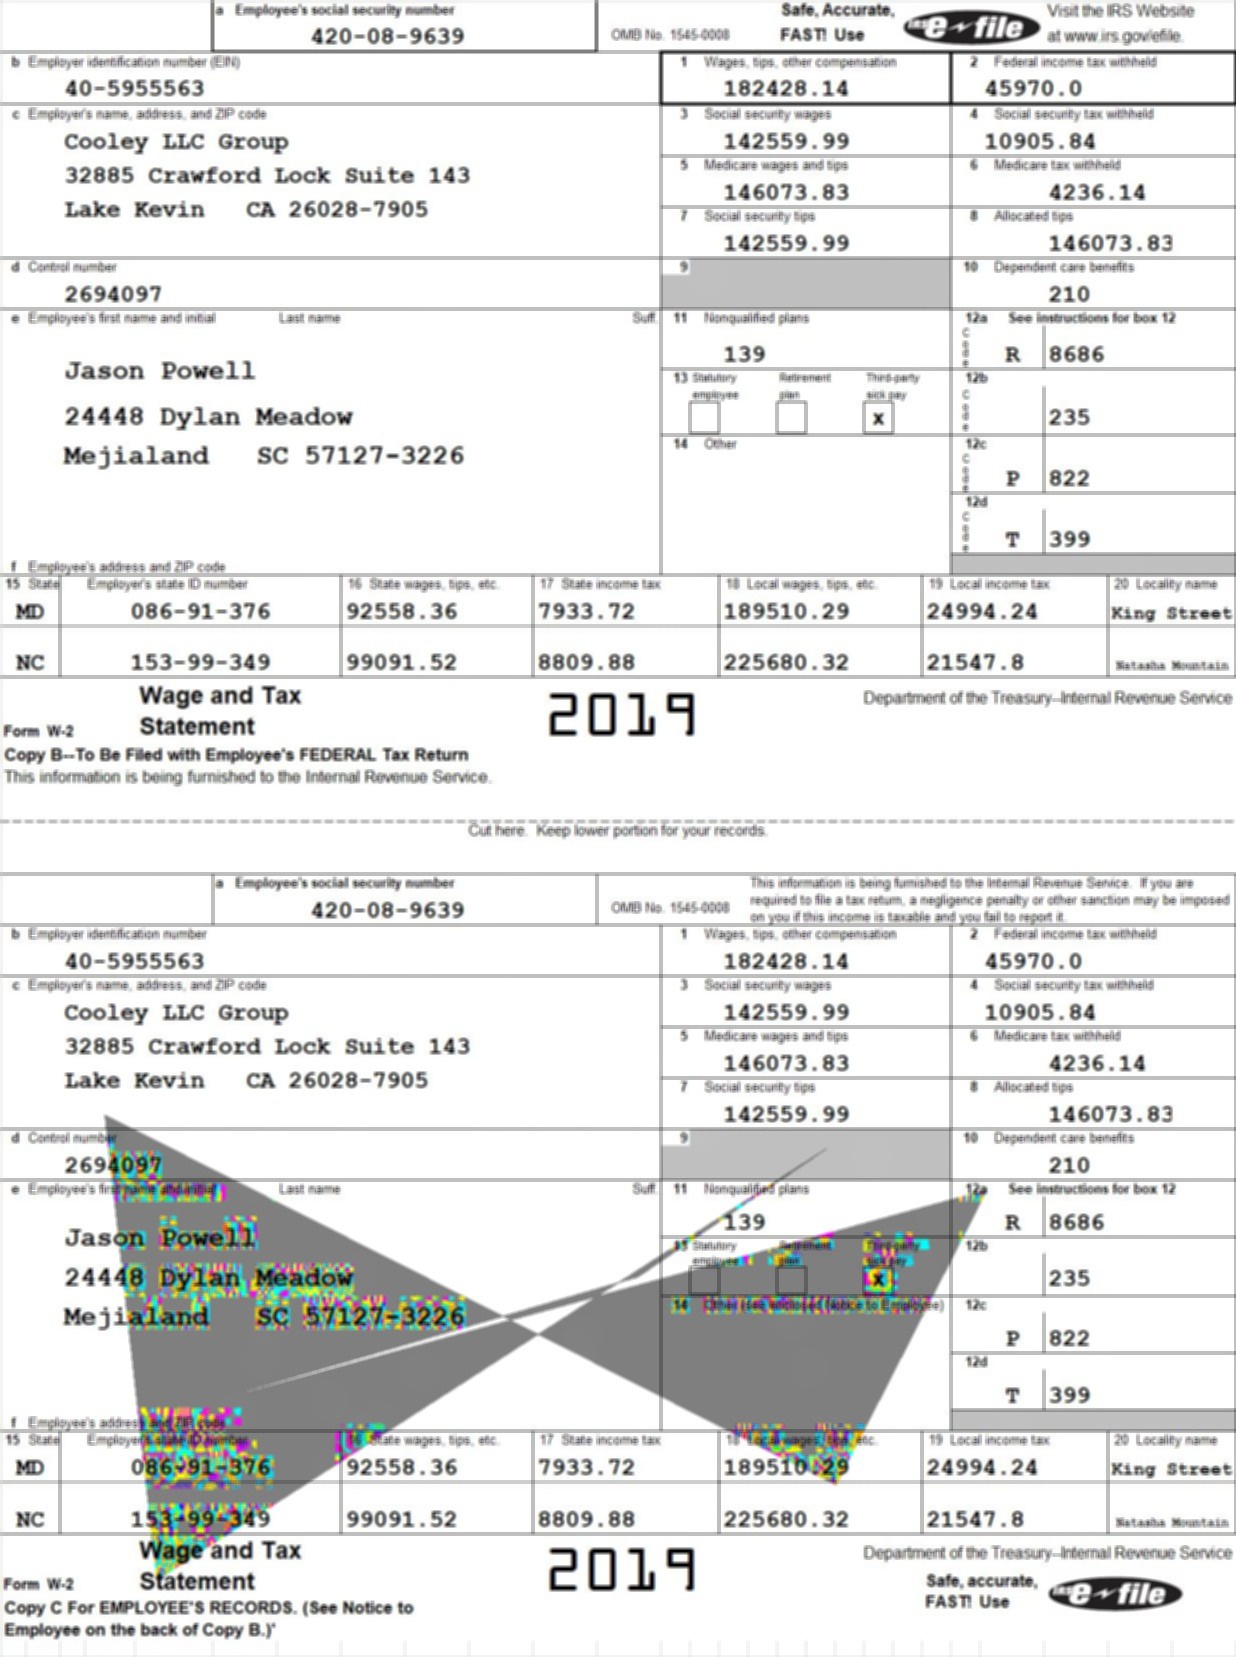 a Employee's social security number
420-08-9639
OMB No. 1545-0008
Safe, Accurate,
FAST! Use
IRS e-file
Visit the IRS Website
at www.irs.gov/efile.
b Employer identification number (EIN)
40-5955563
1 Wages, tips, other compensation
182428.14
2 Federal income tax withheld
45970.0
c Employer's name, address, and ZIP code
Cooley LLC Group
32885 Crawford Lock Suite 143
Lake Kevin CA 26028-7905
3 Social security wages
142559.99
4 Social security tax withheld
10905.84
5 Medicare wages and tips
146073.83
6 Medicare tax withheld
4236.14
7 Social security tips
142559.99
8 Allocated tips
146073.83
d Control number
2694097
9
10 Dependent care benefits
210
e Employee's first name and initial Last name Suff.
Jason Powell
24448 Dylan Meadow
Mejialand SC 57127-3226
11 Nonqualified plans
139
12a See instructions for box 12
Code R 8686
13 Statutory employee Retirement plan Third-party sick pay
x
12b
Code 235
14 Other
12c
Code P 822
12d
Code T 399
f Employee's address and ZIP code
15 State Employer's state ID number 16 State wages, tips, etc. 17 State income tax 18 Local wages, tips, etc. 19 Local income tax 20 Locality name
MD 086-91-376 92558.36 7933.72 189510.29 24994.24 King Street
NC 153-99-349 99091.52 8809.88 225680.32 21547.8 Natasha Mountain
Wage and Tax
Statement
Form W-2
2019
Department of the Treasury--Internal Revenue Service
Copy B--To Be Filed with Employee's FEDERAL Tax Return
This information is being furnished to the Internal Revenue Service.
Cut here. Keep lower portion for your records.
a Employee's social security number
420-08-9639
OMB No. 1545-0008
This information is being furnished to the Internal Revenue Service. If you are
required to file a tax return, a negligence penalty or other sanction may be imposed
on you if this income is taxable and you fail to report it.
b Employer identification number
40-5955563
1 Wages, tips, other compensation
182428.14
2 Federal income tax withheld
45970.0
c Employer's name, address, and ZIP code
Cooley LLC Group
32885 Crawford Lock Suite 143
Lake Kevin CA 26028-7905
3 Social security wages
142559.99
4 Social security tax withheld
10905.84
5 Medicare wages and tips
146073.83
6 Medicare tax withheld
4236.14
7 Social security tips
142559.99
8 Allocated tips
146073.83
d Control number
2694097
9
10 Dependent care benefits
210
e Employee's first name and initial Last name Suff.
Jason Powell
24448 Dylan Meadow
Mejialand SC 57127-3226
11 Nonqualified plans
139
12a See instructions for box 12
R 8686
13 Statutory employee Retirement plan Third-party sick pay
x
12b
235
14 Other (see enclosed Notice to Employee)
12c
P 822
12d
T 399
f Employee's address and ZIP code
15 State Employer's state ID number 16 State wages, tips, etc. 17 State income tax 18 Local wages, tips, etc. 19 Local income tax 20 Locality name
MD 086-91-376 92558.36 7933.72 189510.29 24994.24 King Street
NC 153-99-349 99091.52 8809.88 225680.32 21547.8 Natasha Mountain
Wage and Tax
Statement
Form W-2
2019
Department of the Treasury--Internal Revenue Service
Safe, accurate,
FAST! Use
IRS e-file
Copy C For EMPLOYEE'S RECORDS. (See Notice to
Employee on the back of Copy B.)'